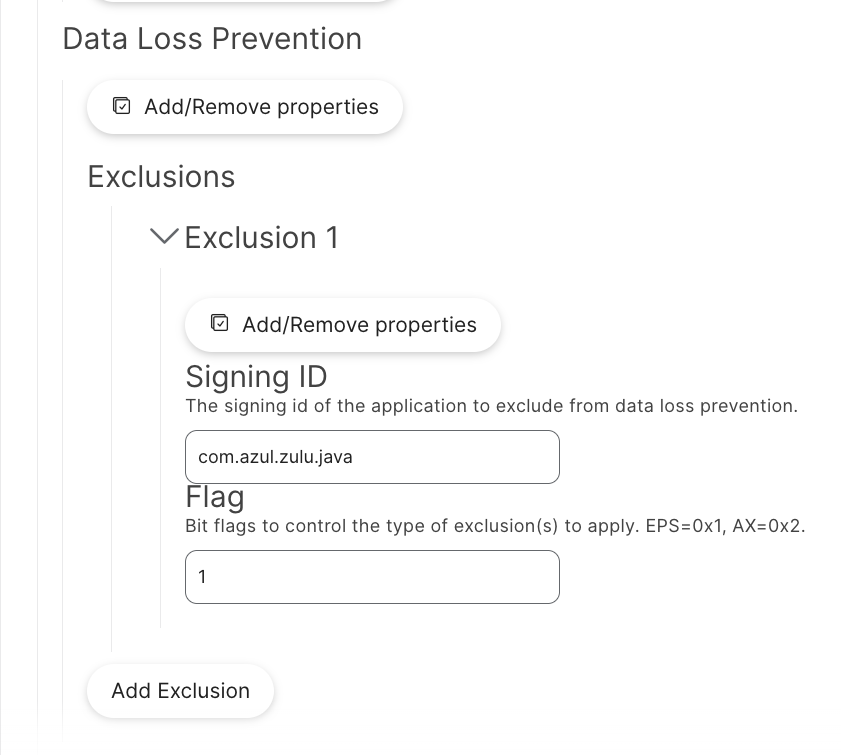 Data Loss Prevention
Add/Remove properties
Exclusions
Exclusion 1
Add/Remove properties
Signing ID
The signing id of the application to exclude from data loss prevention.
com.azul.zulu.java
Flag
Bit flags to control the type of exclusion(s) to apply. EPS=0x1, AX=0x2.
1
Add Exclusion